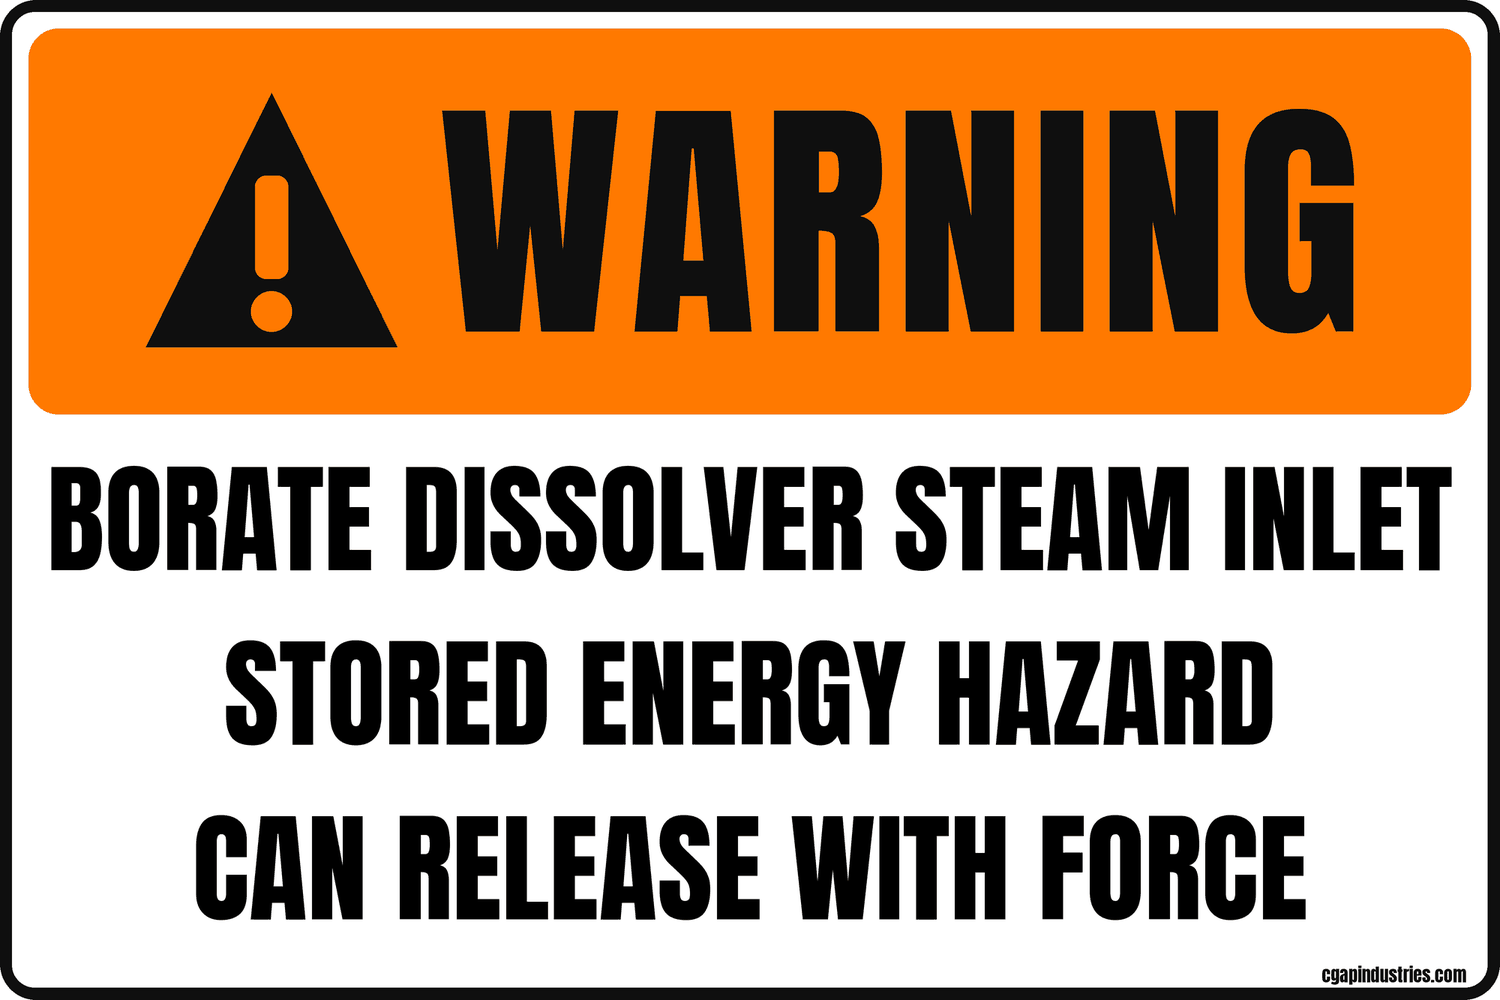 WARNING
BORATE DISSOLVER STEAM INLET
STORED ENERGY HAZARD
CAN RELEASE WITH FORCE
cgapindustries.com